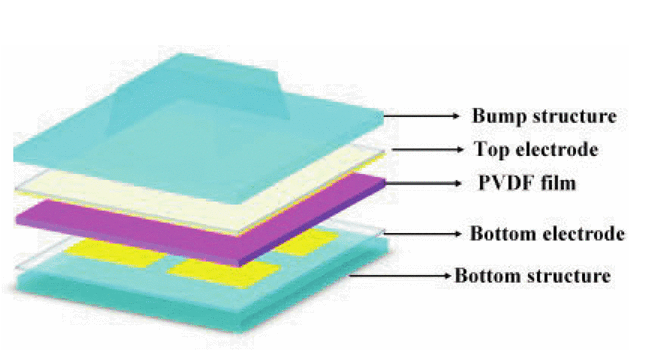 Bump structure
Top electrode
PVDF film
Bottom electrode
Bottom structure